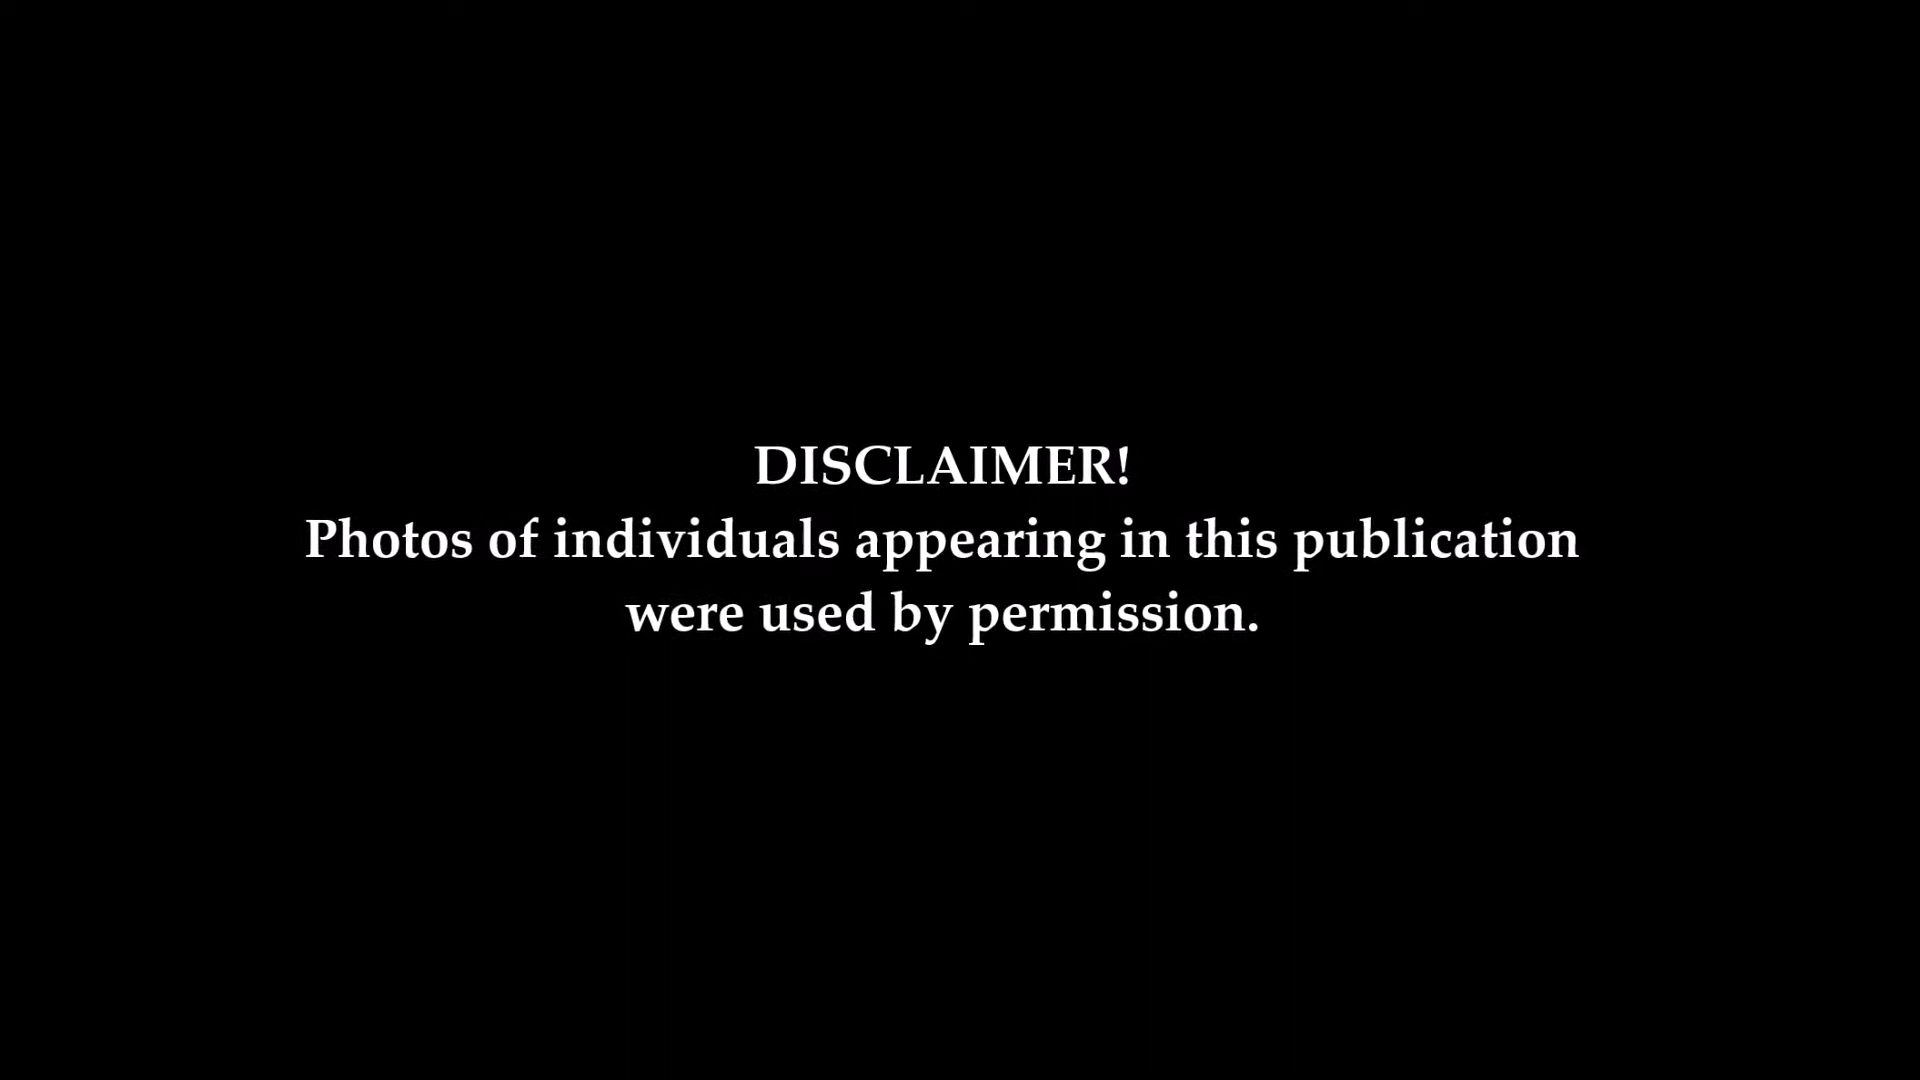 DISCLAIMER!
Photos of individuals appearing in this publication
were used by permission.